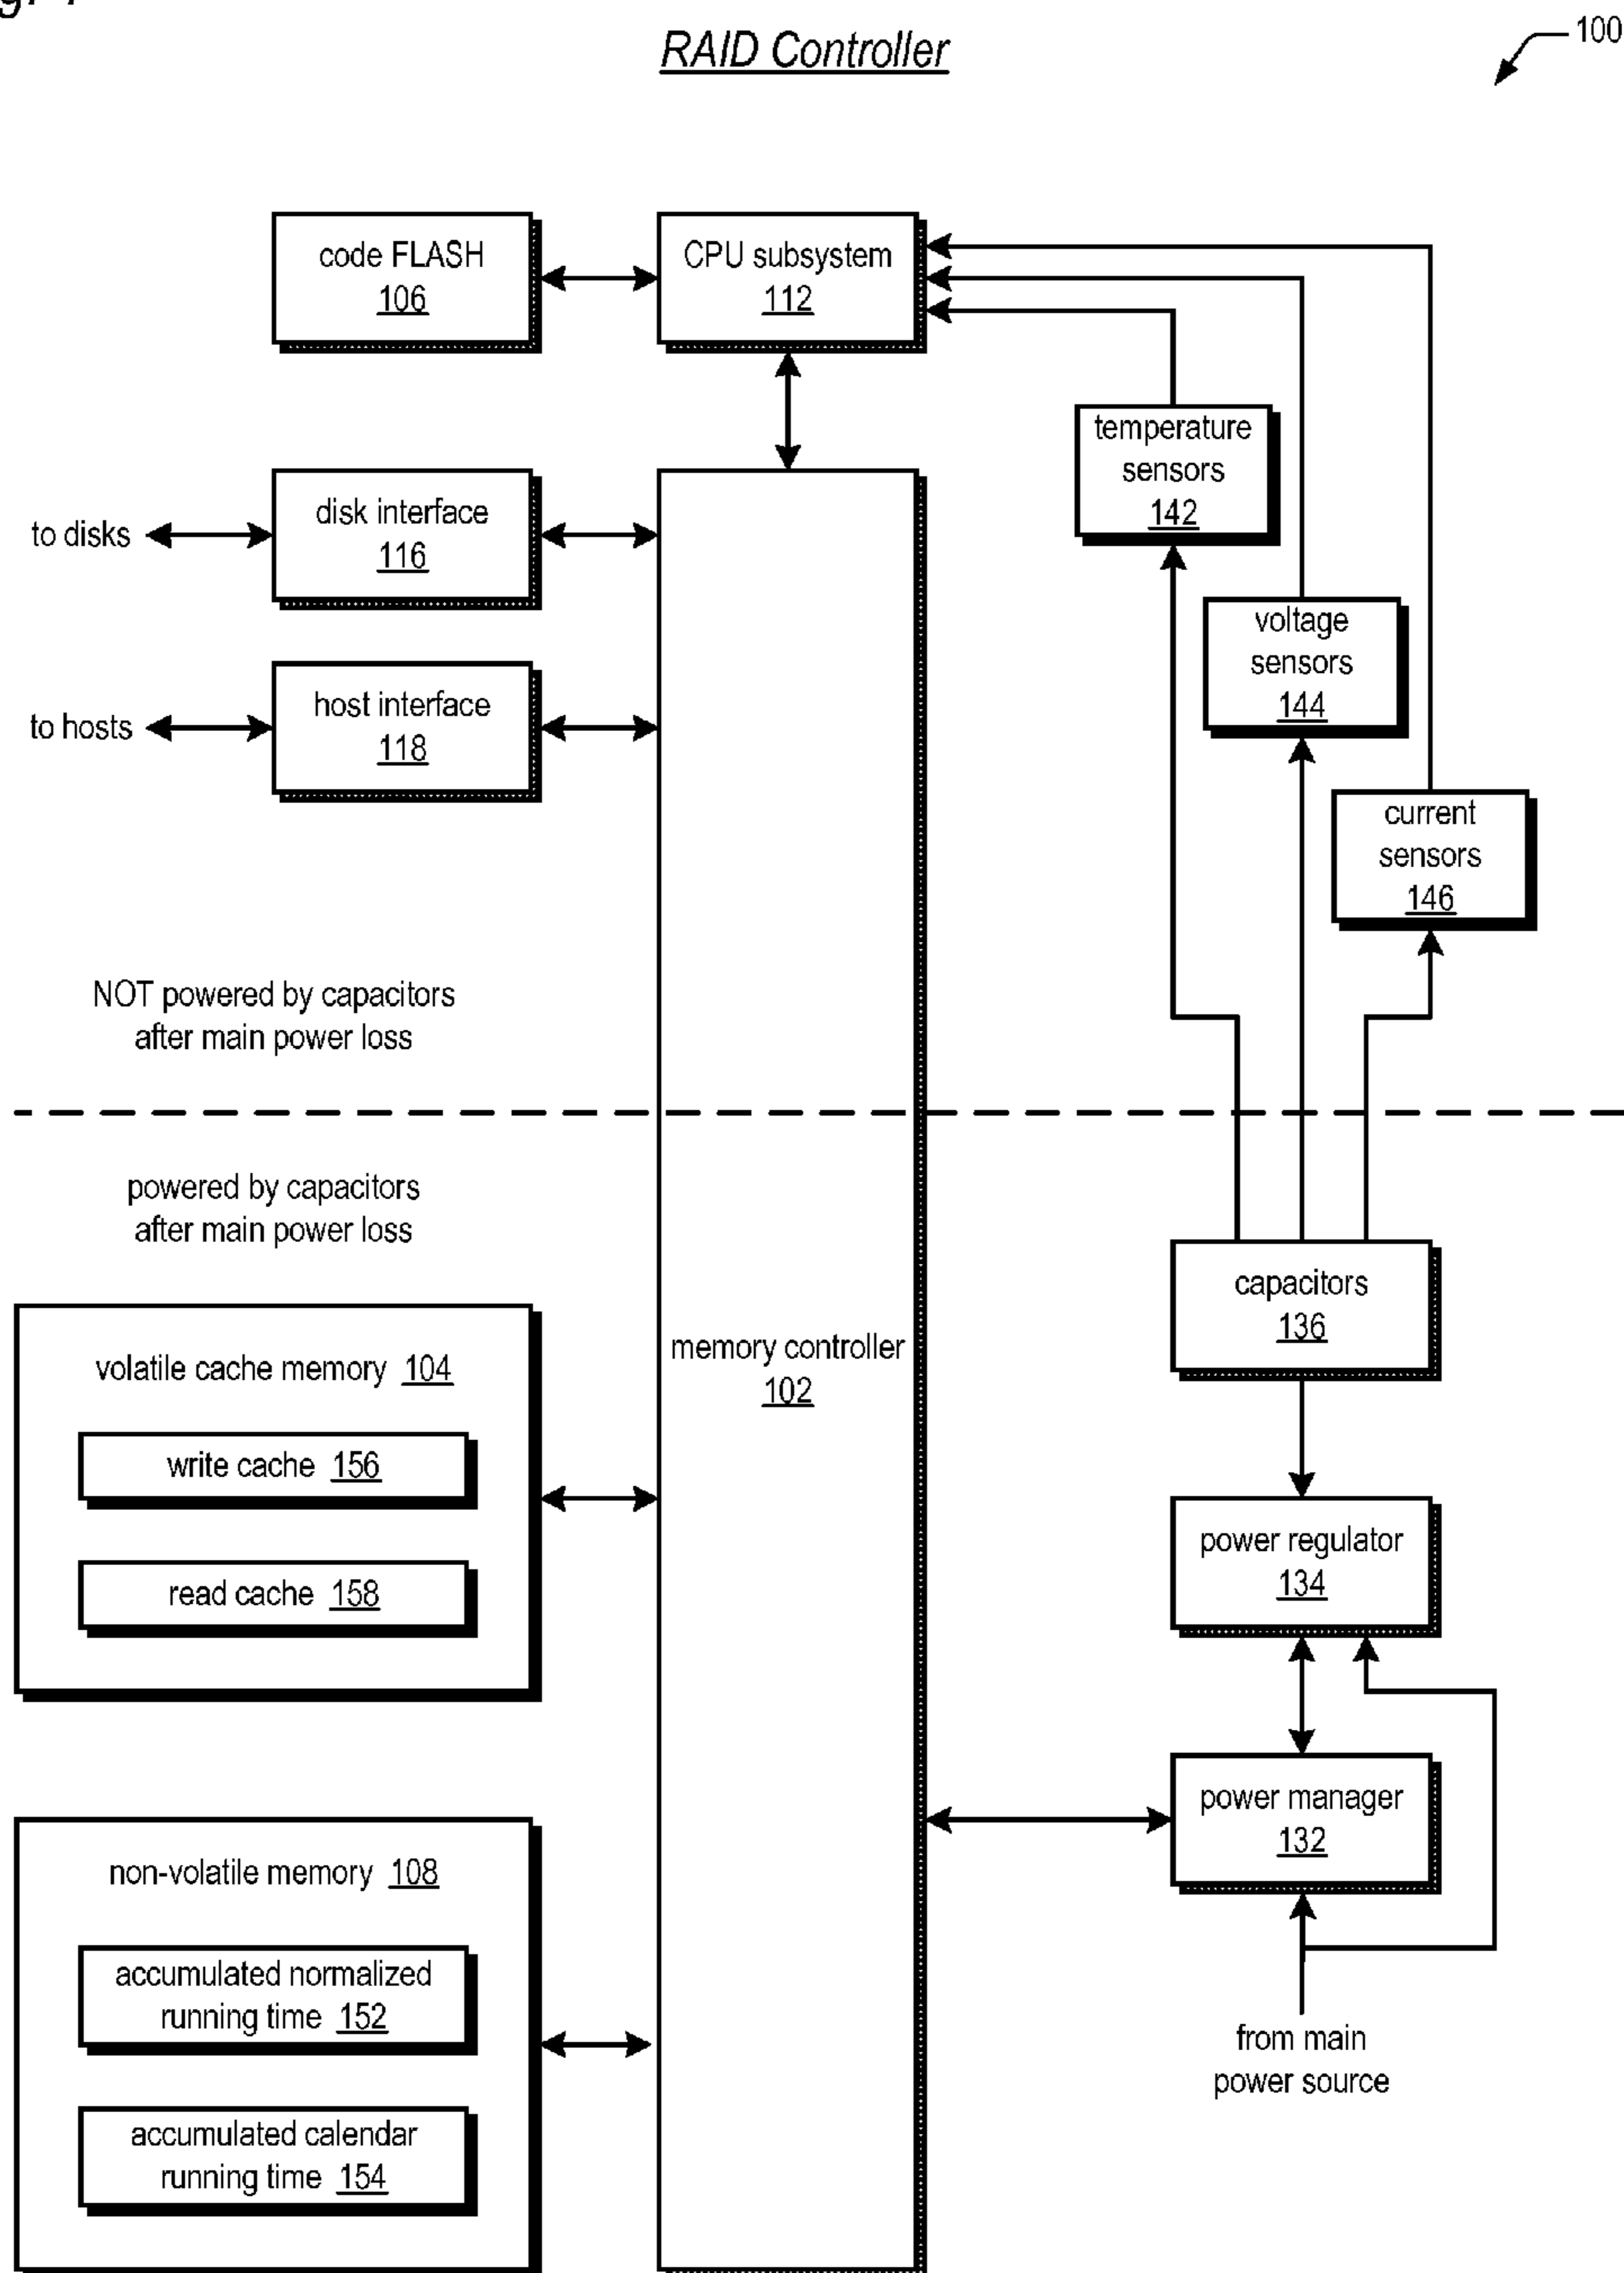 RAID Controller
100
code FLASH
106
CPU subsystem
112
temperature
sensors
142
disk interface
116
to disks
voltage
sensors
144
host interface
118
to hosts
current
sensors
146
NOT powered by capacitors
after main power loss
powered by capacitors
after main power loss
capacitors
136
volatile cache memory 104
write cache 156
read cache 158
memory controller
102
power regulator
134
power manager
132
non-volatile memory 108
accumulated normalized
running time 152
accumulated calendar
running time 154
from main
power source